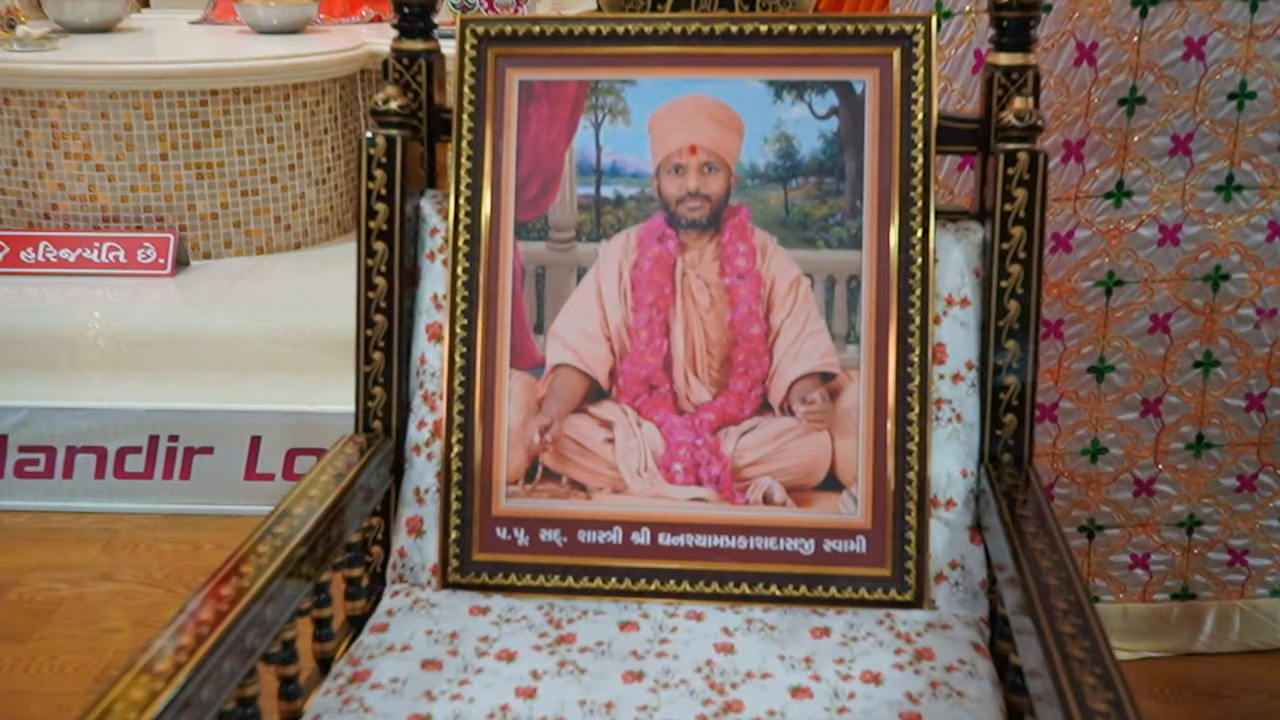 હરિજયંતિ છે.
Mandir Lo
પ.પૂ. સદ્. શાસ્ત્રી શ્રી ઘનશ્યામપ્રકાશદાસજી સ્વામી